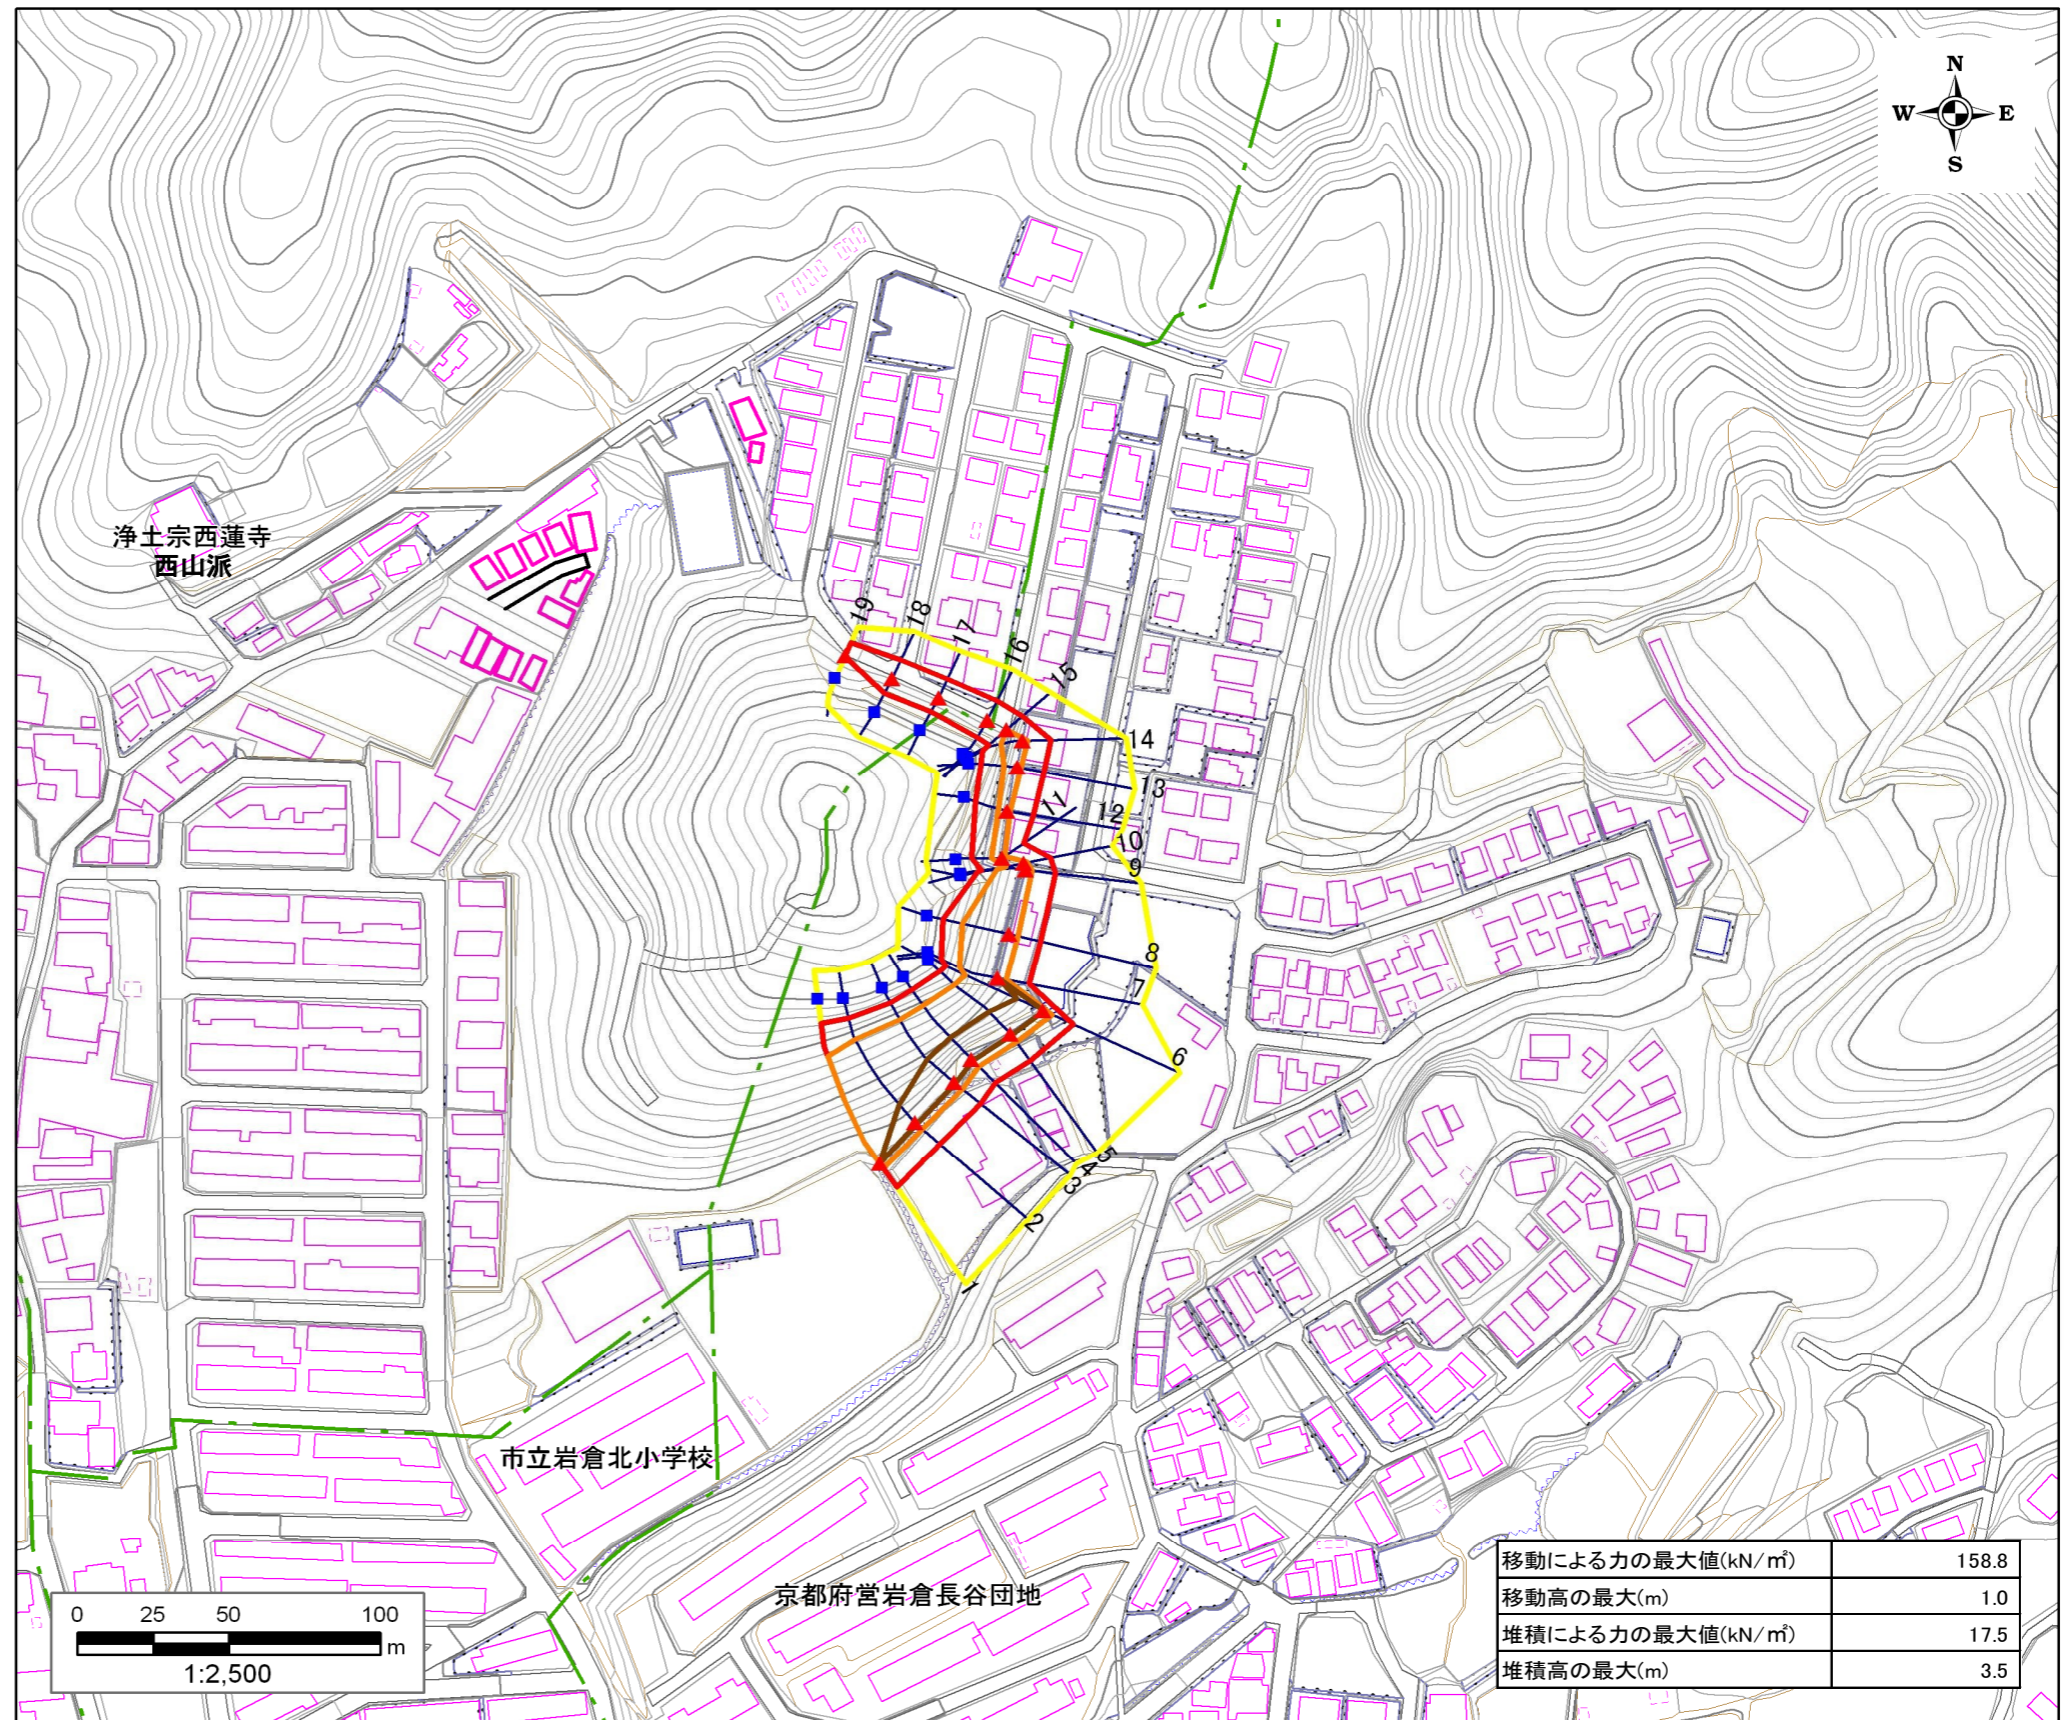 N
W E
S
浄土宗西蓮寺
西山派
19
18
17
16
15
14
13
12
11
10
9
8
7
6
5
4
3
2
1
市立岩倉北小学校
京都府営岩倉長谷団地
0 25 50 100
m
1:2,500
移動による力の最大値(kN/㎡) 158.8
移動高の最大(m) 1.0
堆積による力の最大値(kN/㎡) 17.5
堆積高の最大(m) 3.5